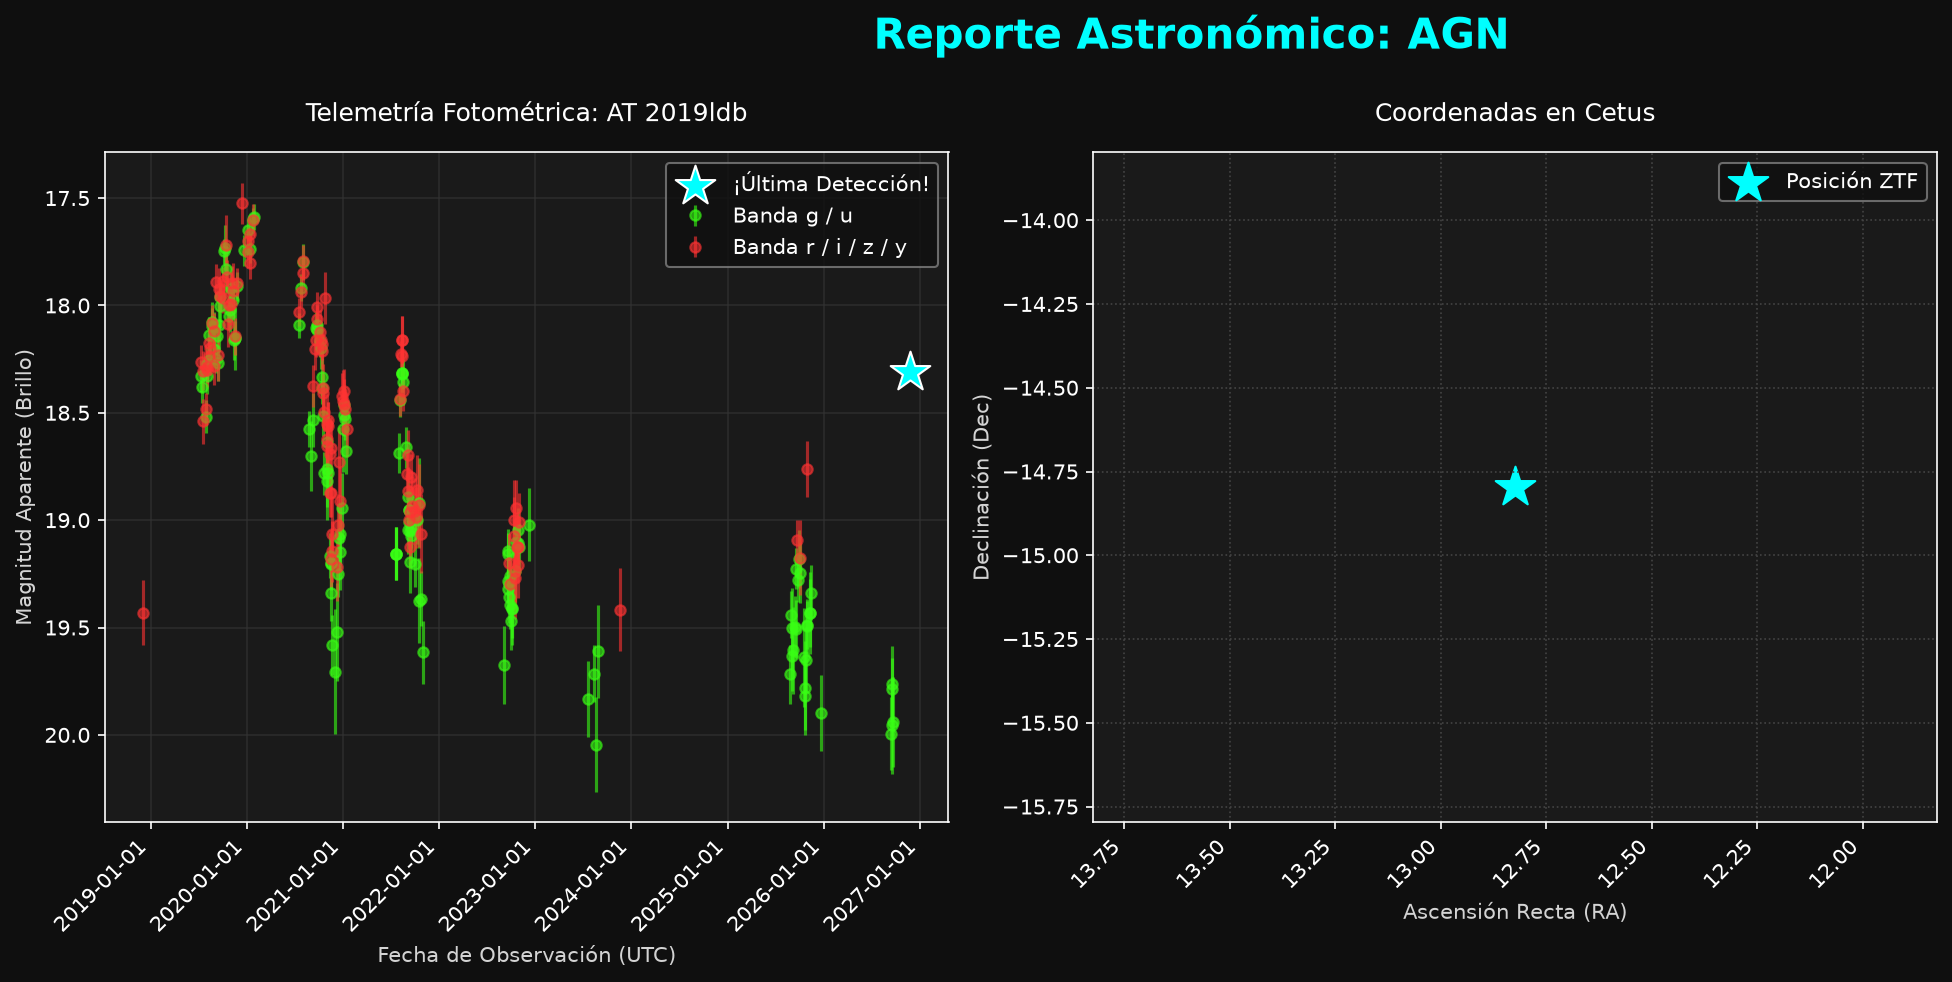 Reporte Astronómico: AGN
Telemetría Fotométrica: AT 2019ldb
¡Última Detección!
Banda g / u
Banda r / i / z / y
Magnitud Aparente (Brillo)
17.5
18.0
18.5
19.0
19.5
20.0
2019-01-01
2020-01-01
2021-01-01
2022-01-01
2023-01-01
2024-01-01
2025-01-01
2026-01-01
2027-01-01
Fecha de Observación (UTC)
Coordenadas en Cetus
Posición ZTF
Declinación (Dec)
−14.00
−14.25
−14.50
−14.75
−15.00
−15.25
−15.50
−15.75
13.75
13.50
13.25
13.00
12.75
12.50
12.25
12.00
Ascensión Recta (RA)